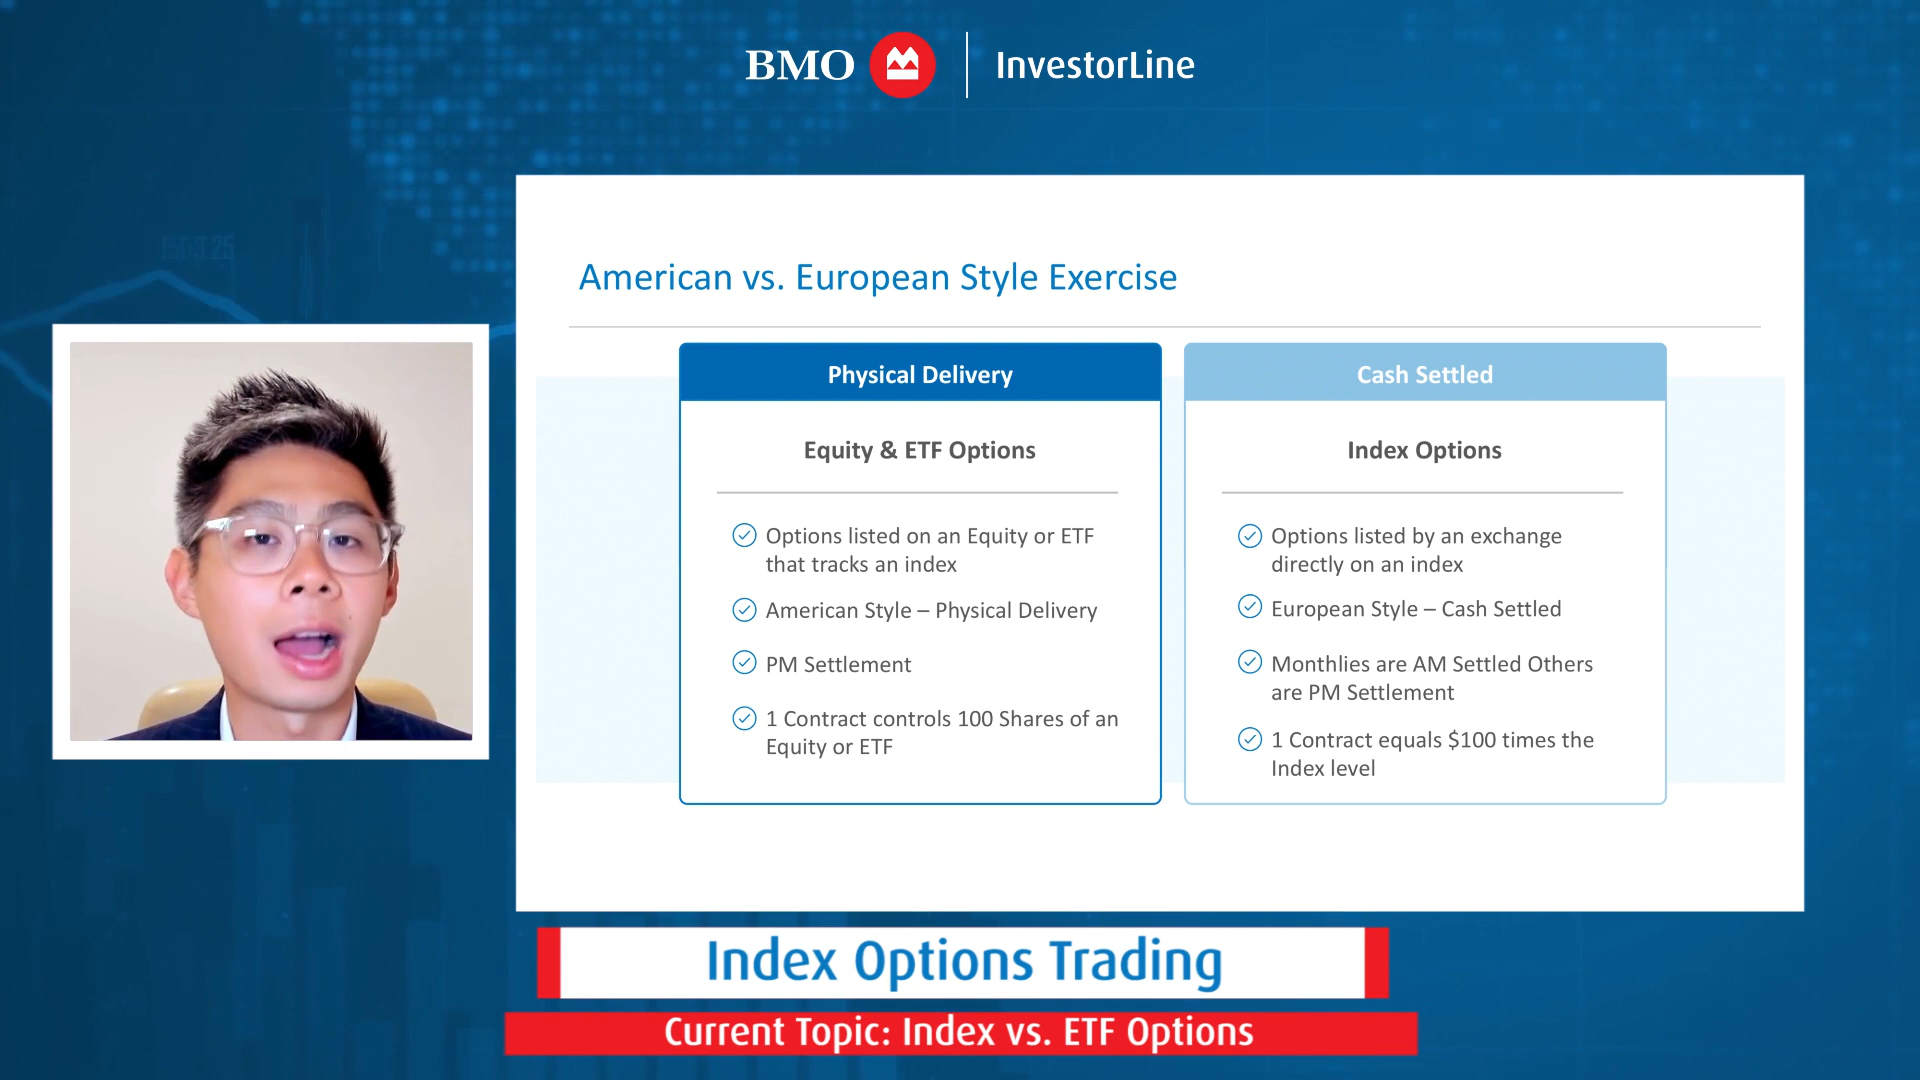 BMO InvestorLine
American vs. European Style Exercise
Physical Delivery
Equity & ETF Options
Options listed on an Equity or ETF
that tracks an index
American Style – Physical Delivery
PM Settlement
1 Contract controls 100 Shares of an
Equity or ETF
Cash Settled
Index Options
Options listed by an exchange
directly on an index
European Style – Cash Settled
Monthlies are AM Settled Others
are PM Settlement
1 Contract equals $100 times the
Index level
Index Options Trading
Current Topic: Index vs. ETF Options